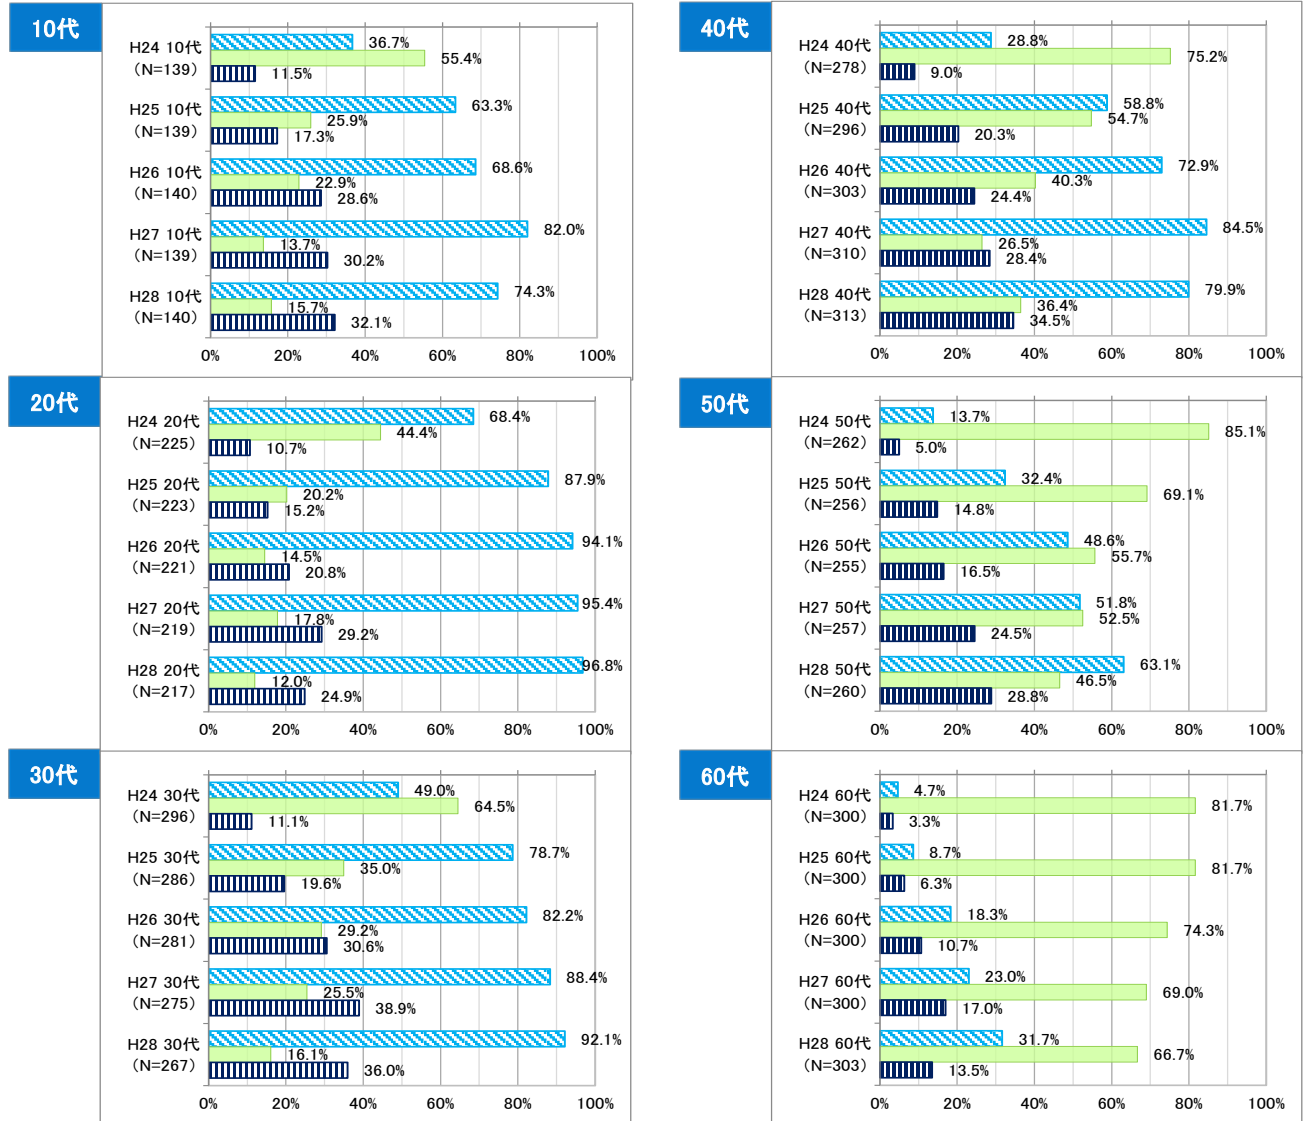 10代
H24 10代
(N=139)
36.7%
55.4%
11.5%
H25 10代
(N=139)
63.3%
25.9%
17.3%
H26 10代
(N=140)
68.6%
22.9%
28.6%
H27 10代
(N=139)
82.0%
13.7%
30.2%
H28 10代
(N=140)
74.3%
15.7%
32.1%
0% 20% 40% 60% 80% 100%
20代
H24 20代
(N=225)
68.4%
44.4%
10.7%
H25 20代
(N=223)
87.9%
20.2%
15.2%
H26 20代
(N=221)
94.1%
14.5%
20.8%
H27 20代
(N=219)
95.4%
17.8%
29.2%
H28 20代
(N=217)
96.8%
12.0%
24.9%
0% 20% 40% 60% 80% 100%
30代
H24 30代
(N=296)
49.0%
64.5%
11.1%
H25 30代
(N=286)
78.7%
35.0%
19.6%
H26 30代
(N=281)
82.2%
29.2%
30.6%
H27 30代
(N=275)
88.4%
25.5%
38.9%
H28 30代
(N=267)
92.1%
16.1%
36.0%
0% 20% 40% 60% 80% 100%
40代
H24 40代
(N=278)
28.8%
75.2%
9.0%
H25 40代
(N=296)
58.8%
54.7%
20.3%
H26 40代
(N=303)
72.9%
40.3%
24.4%
H27 40代
(N=310)
84.5%
26.5%
28.4%
H28 40代
(N=313)
79.9%
36.4%
34.5%
0% 20% 40% 60% 80% 100%
50代
H24 50代
(N=262)
13.7%
85.1%
5.0%
H25 50代
(N=256)
32.4%
69.1%
14.8%
H26 50代
(N=255)
48.6%
55.7%
16.5%
H27 50代
(N=257)
51.8%
52.5%
24.5%
H28 50代
(N=260)
63.1%
46.5%
28.8%
0% 20% 40% 60% 80% 100%
60代
H24 60代
(N=300)
4.7%
81.7%
3.3%
H25 60代
(N=300)
8.7%
81.7%
6.3%
H26 60代
(N=300)
18.3%
74.3%
10.7%
H27 60代
(N=300)
23.0%
69.0%
17.0%
H28 60代
(N=303)
31.7%
66.7%
13.5%
0% 20% 40% 60% 80% 100%